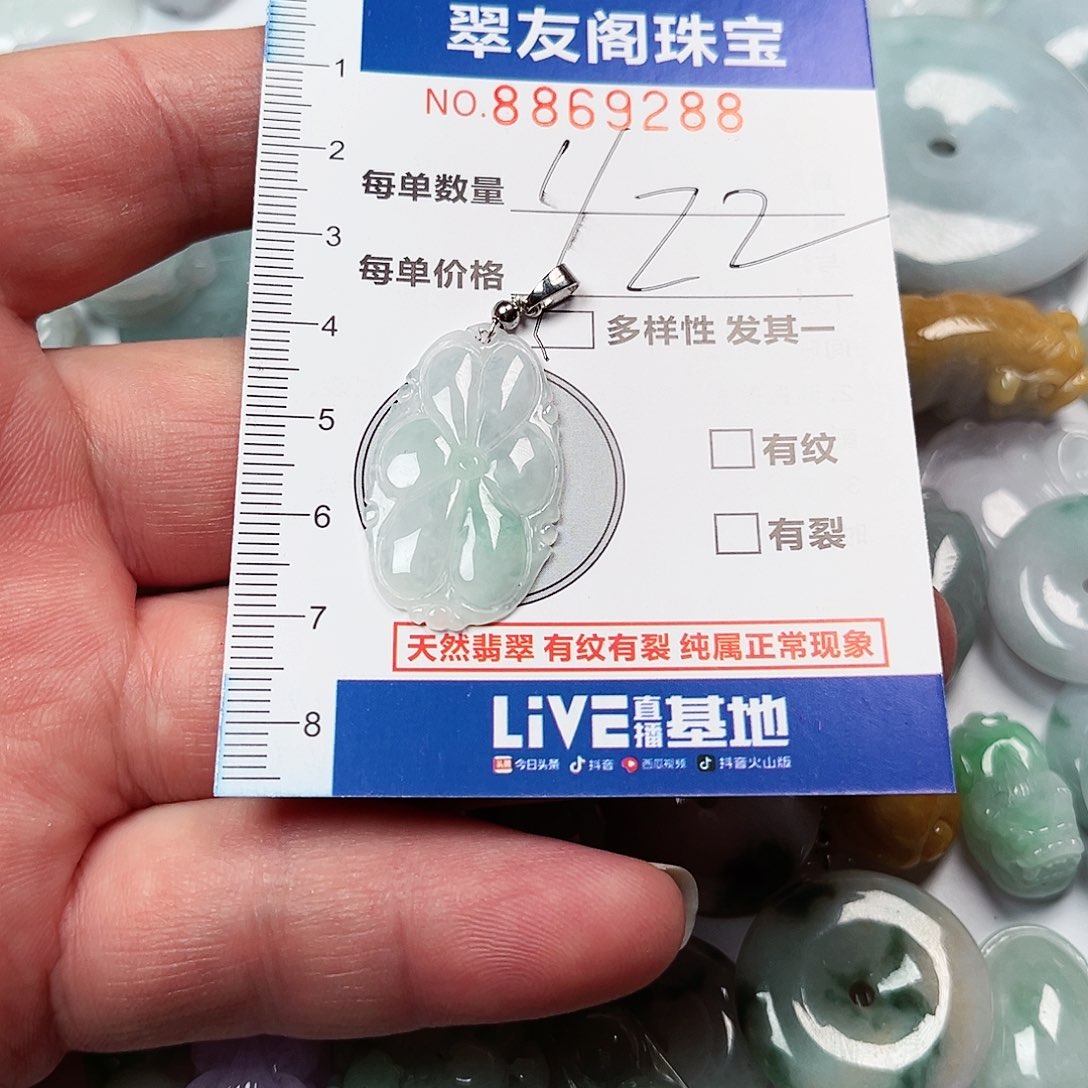 翠友阁珠宝
NO.8869288
1
2
3
4
5
6
7
8
每单数量
422
每单价格
多样性 发其一
有纹
有裂
天然翡翠 有纹有裂 纯属正常现象
LiVE直播基地
头条 今日头条 抖音 西瓜视频 抖音火山版